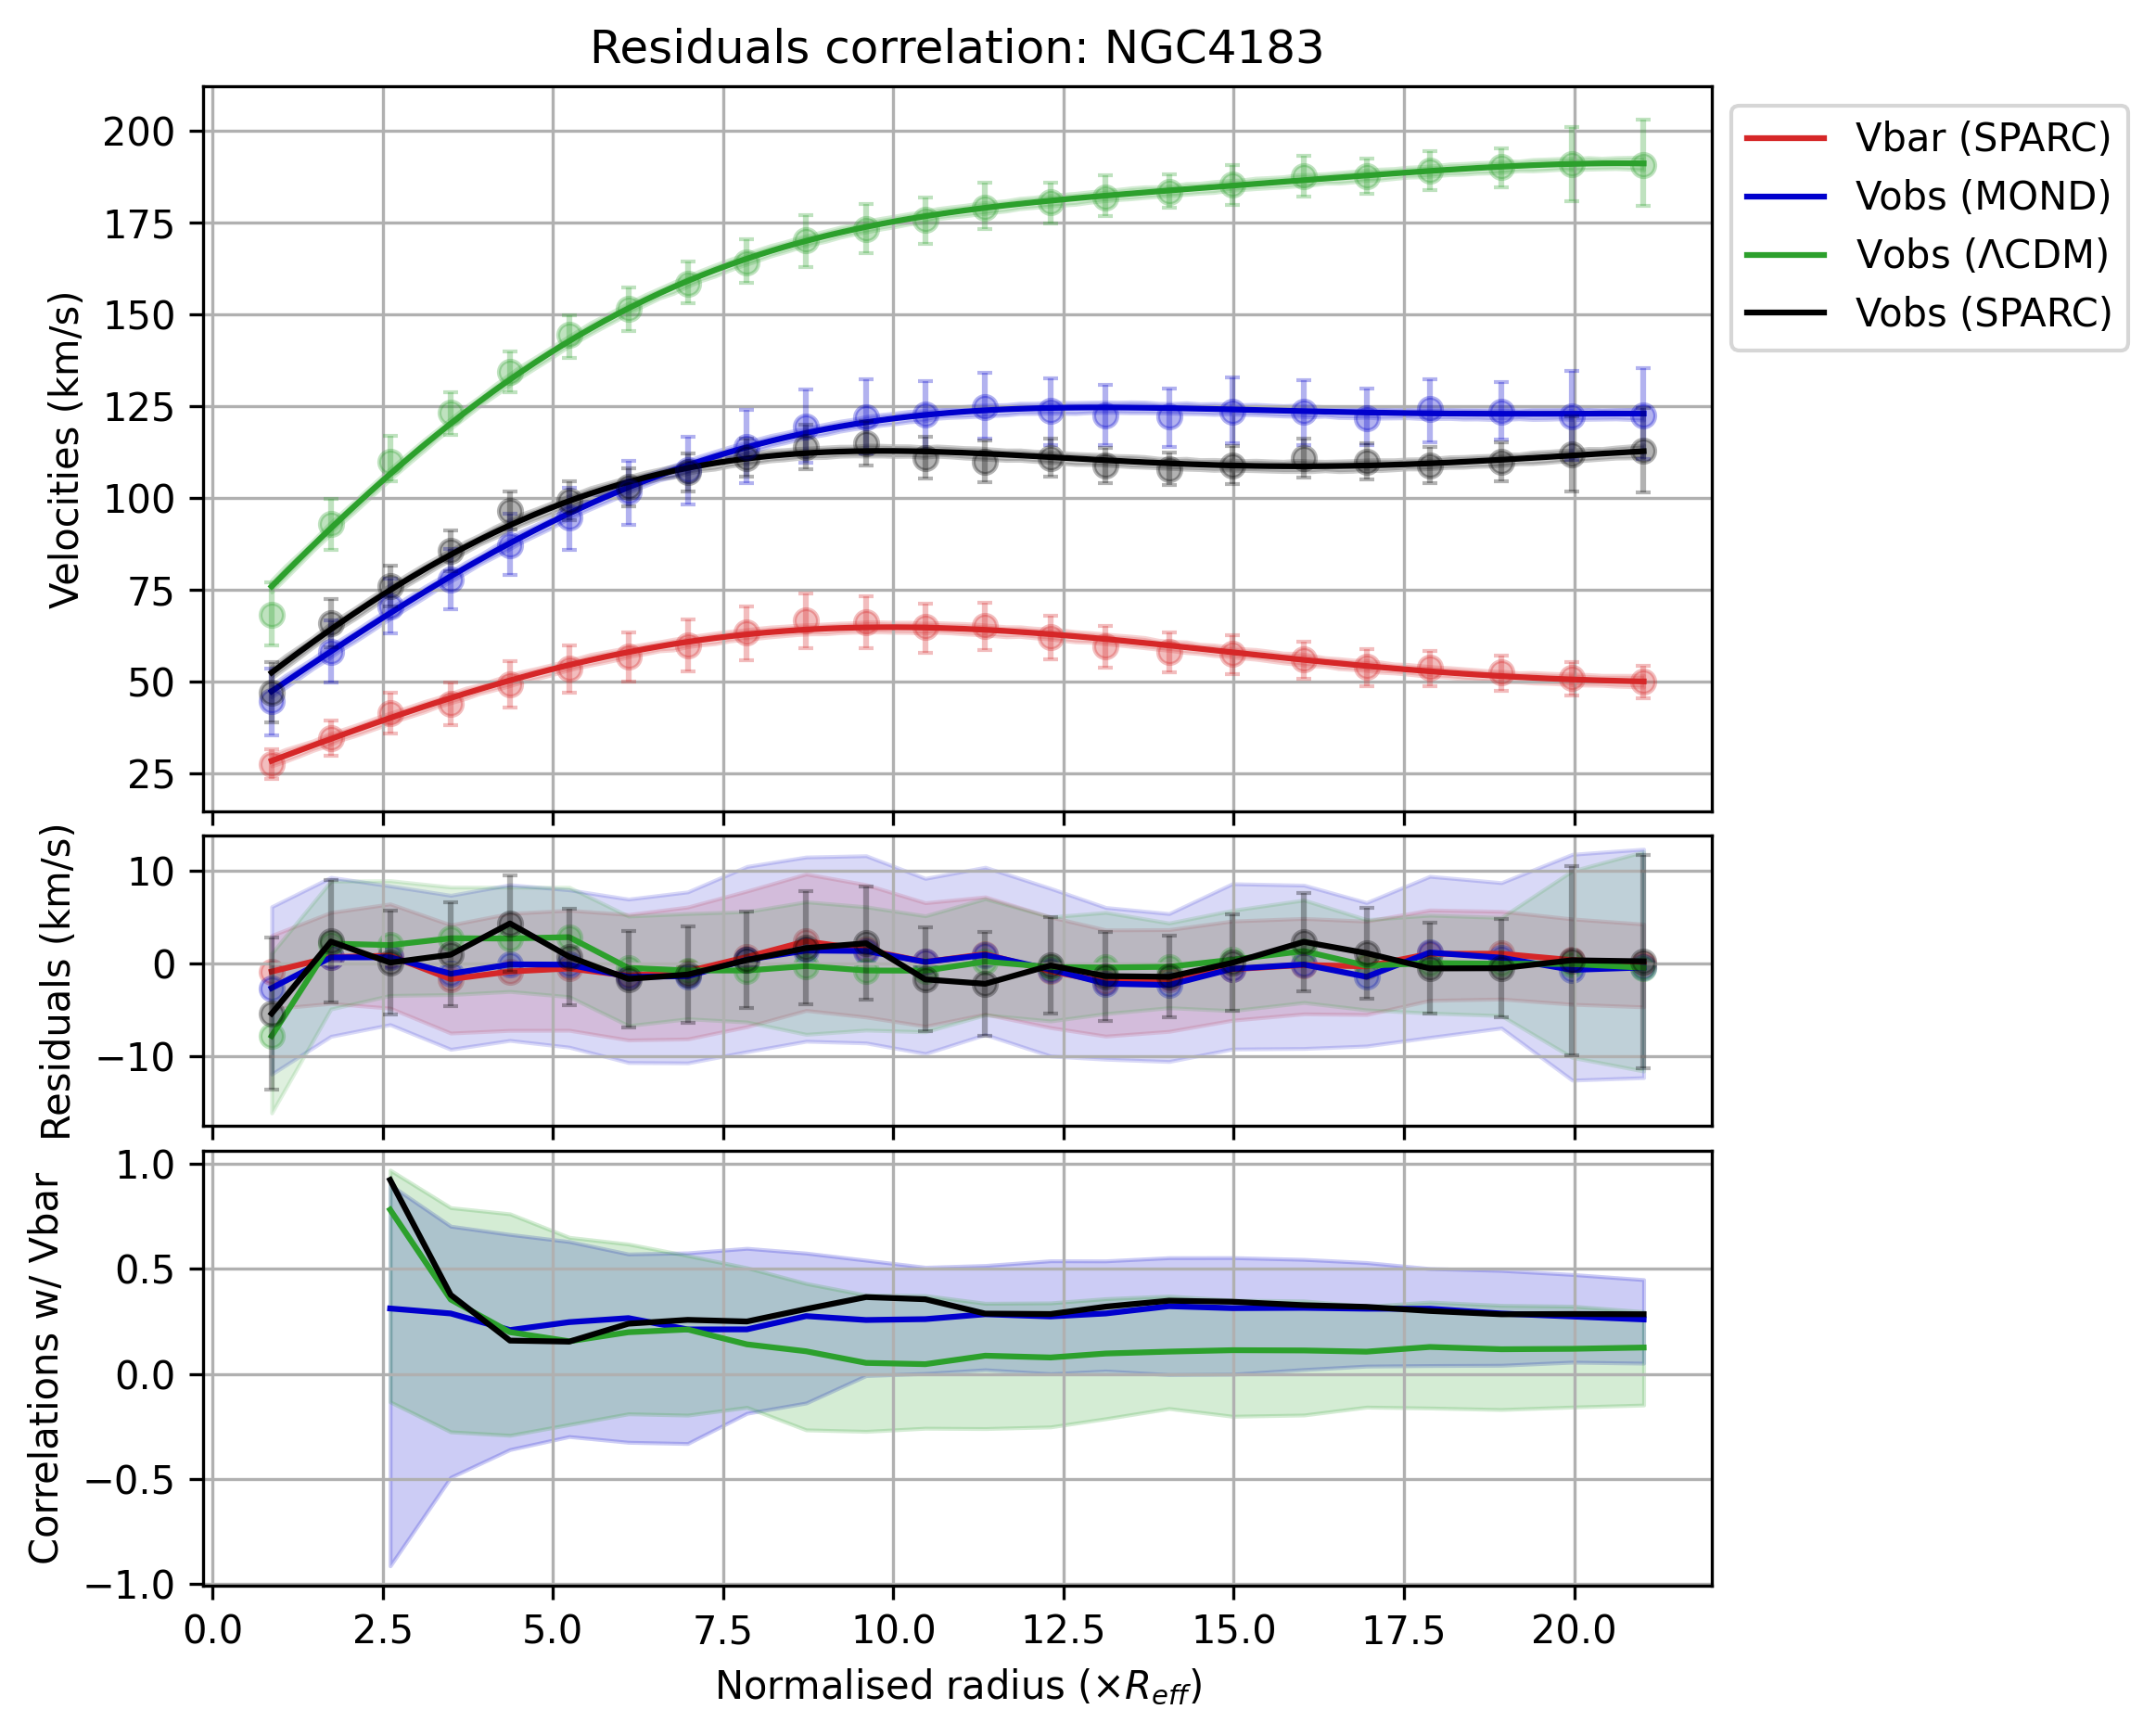 Residuals correlation: NGC4183
Velocities (km/s)
200
175
150
125
100
75
50
25
Vbar (SPARC)
Vobs (MOND)
Vobs (ΛCDM)
Vobs (SPARC)
Residuals (km/s)
10
0
−10
Correlations w/ Vbar
1.0
0.5
0.0
−0.5
−1.0
0.0 2.5 5.0 7.5 10.0 12.5 15.0 17.5 20.0
Normalised radius (×R_eff)